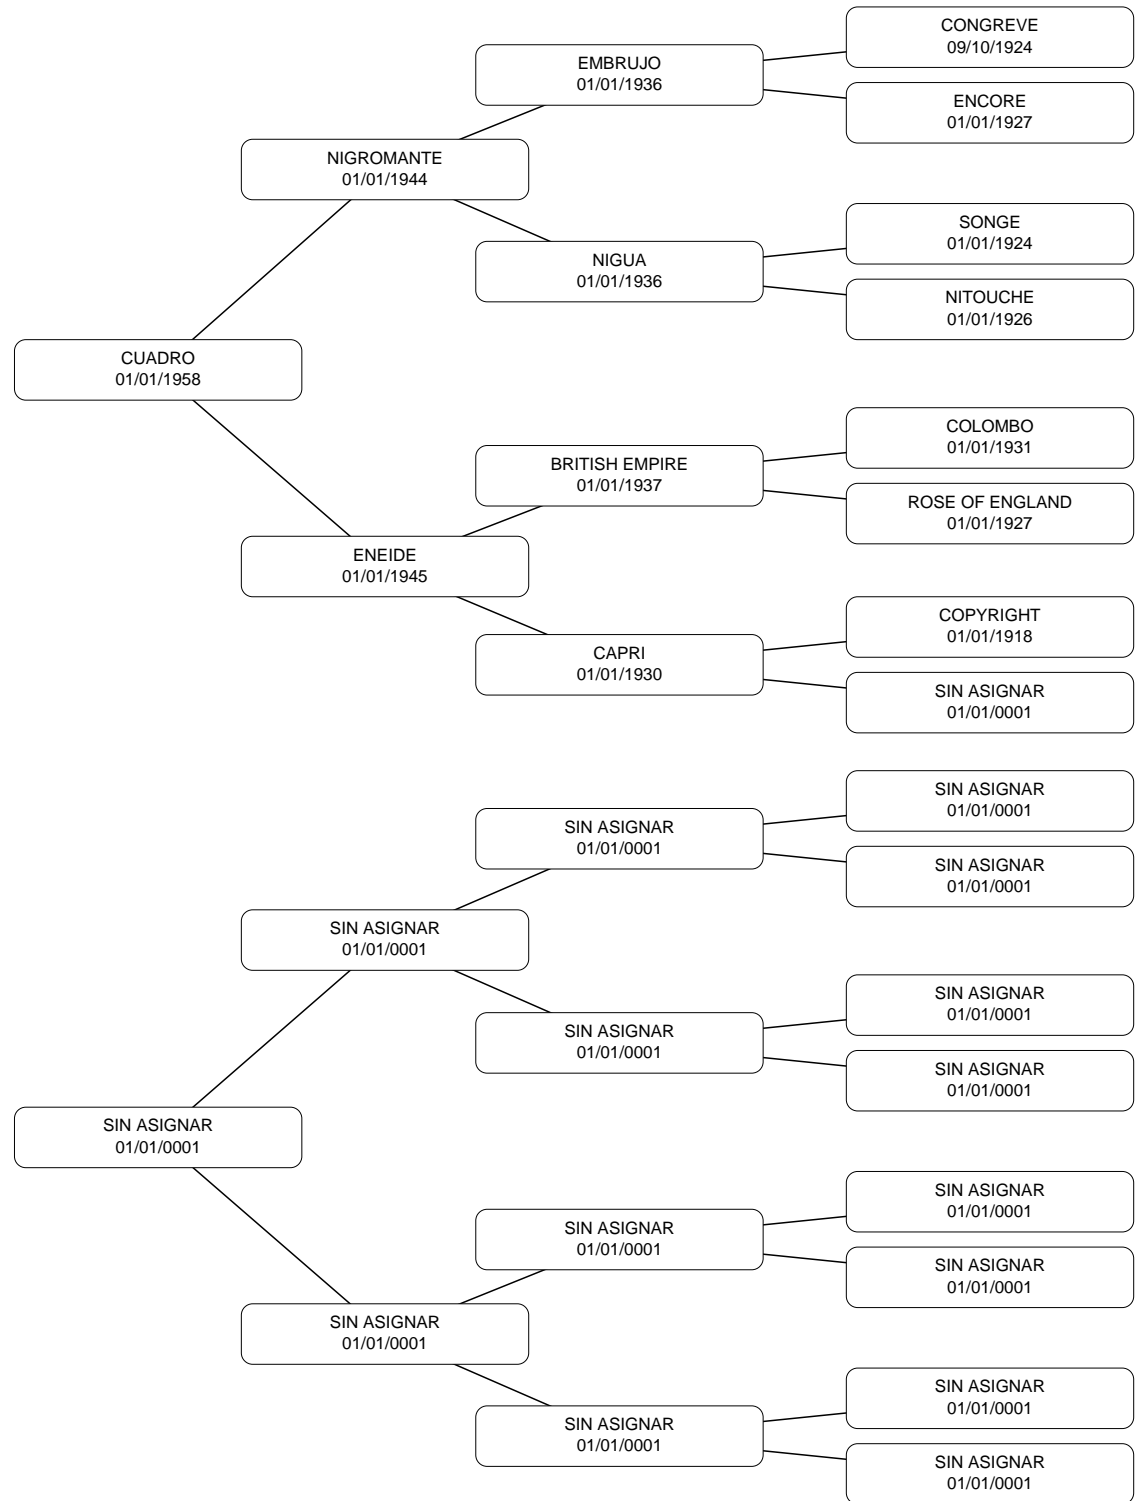 CONGREVE
09/10/1924
EMBRUJO
01/01/1936
ENCORE
01/01/1927
NIGROMANTE
01/01/1944
SONGE
01/01/1924
NIGUA
01/01/1936
NITOUCHE
01/01/1926
CUADRO
01/01/1958
COLOMBO
01/01/1931
BRITISH EMPIRE
01/01/1937
ROSE OF ENGLAND
01/01/1927
ENEIDE
01/01/1945
COPYRIGHT
01/01/1918
CAPRI
01/01/1930
SIN ASIGNAR
01/01/0001
SIN ASIGNAR
01/01/0001
SIN ASIGNAR
01/01/0001
SIN ASIGNAR
01/01/0001
SIN ASIGNAR
01/01/0001
SIN ASIGNAR
01/01/0001
SIN ASIGNAR
01/01/0001
SIN ASIGNAR
01/01/0001
SIN ASIGNAR
01/01/0001
SIN ASIGNAR
01/01/0001
SIN ASIGNAR
01/01/0001
SIN ASIGNAR
01/01/0001
SIN ASIGNAR
01/01/0001
SIN ASIGNAR
01/01/0001
SIN ASIGNAR
01/01/0001
SIN ASIGNAR
01/01/0001